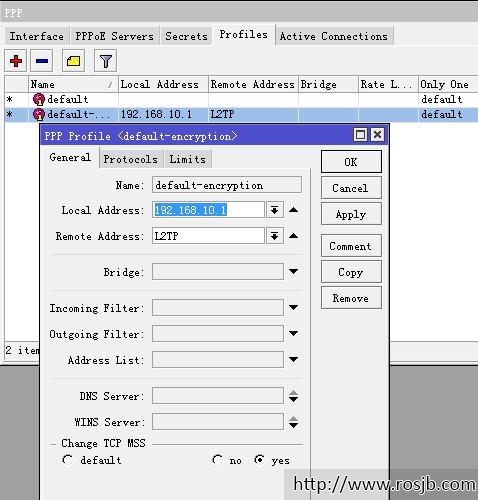 PPP
Interface PPPoE Servers Secrets Profiles Active Connections
Name Local Address Remote Address Bridge Rate L... Only One
* default default
* default-... 192.168.10.1 L2TP default
PPP Profile <default-encryption>
General Protocols Limits
Name: default-encryption
Local Address: 192.168.10.1
Remote Address: L2TP
Bridge:
Incoming Filter:
Outgoing Filter:
Address List:
DNS Server:
WINS Server:
Change TCP MSS
default no yes
OK
Cancel
Apply
Comment
Copy
Remove
2 item
http://www.rosjb.com